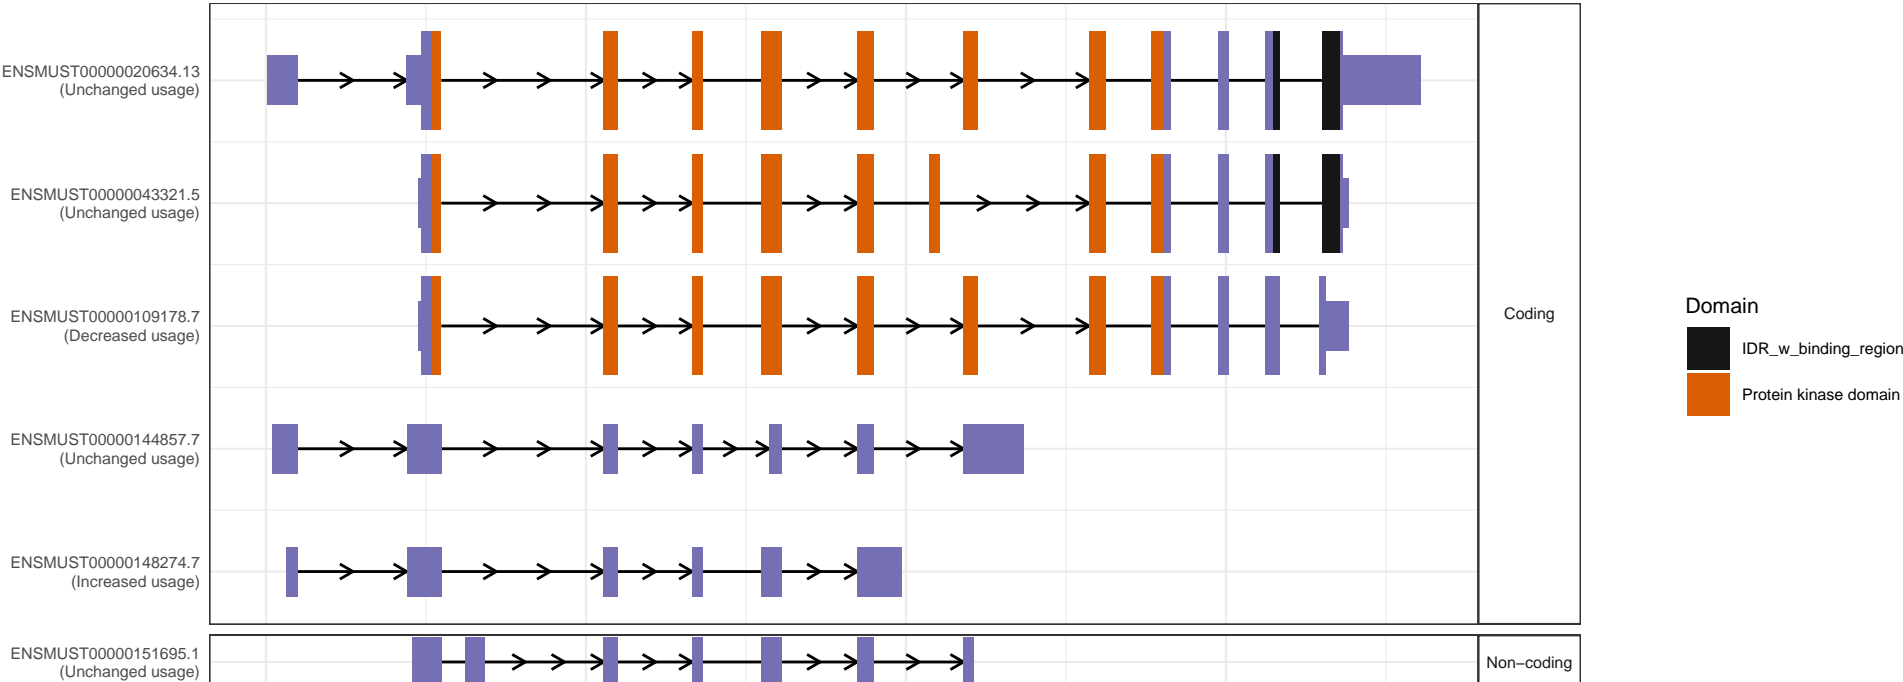 ENSMUST00000020634.13
(Unchanged usage)
ENSMUST00000043321.5
(Unchanged usage)
ENSMUST00000109178.7
(Decreased usage)
ENSMUST00000144857.7
(Unchanged usage)
ENSMUST00000148274.7
(Increased usage)
ENSMUST00000151695.1
(Unchanged usage)
Coding
Non−coding
Domain
IDR_w_binding_region
Protein kinase domain